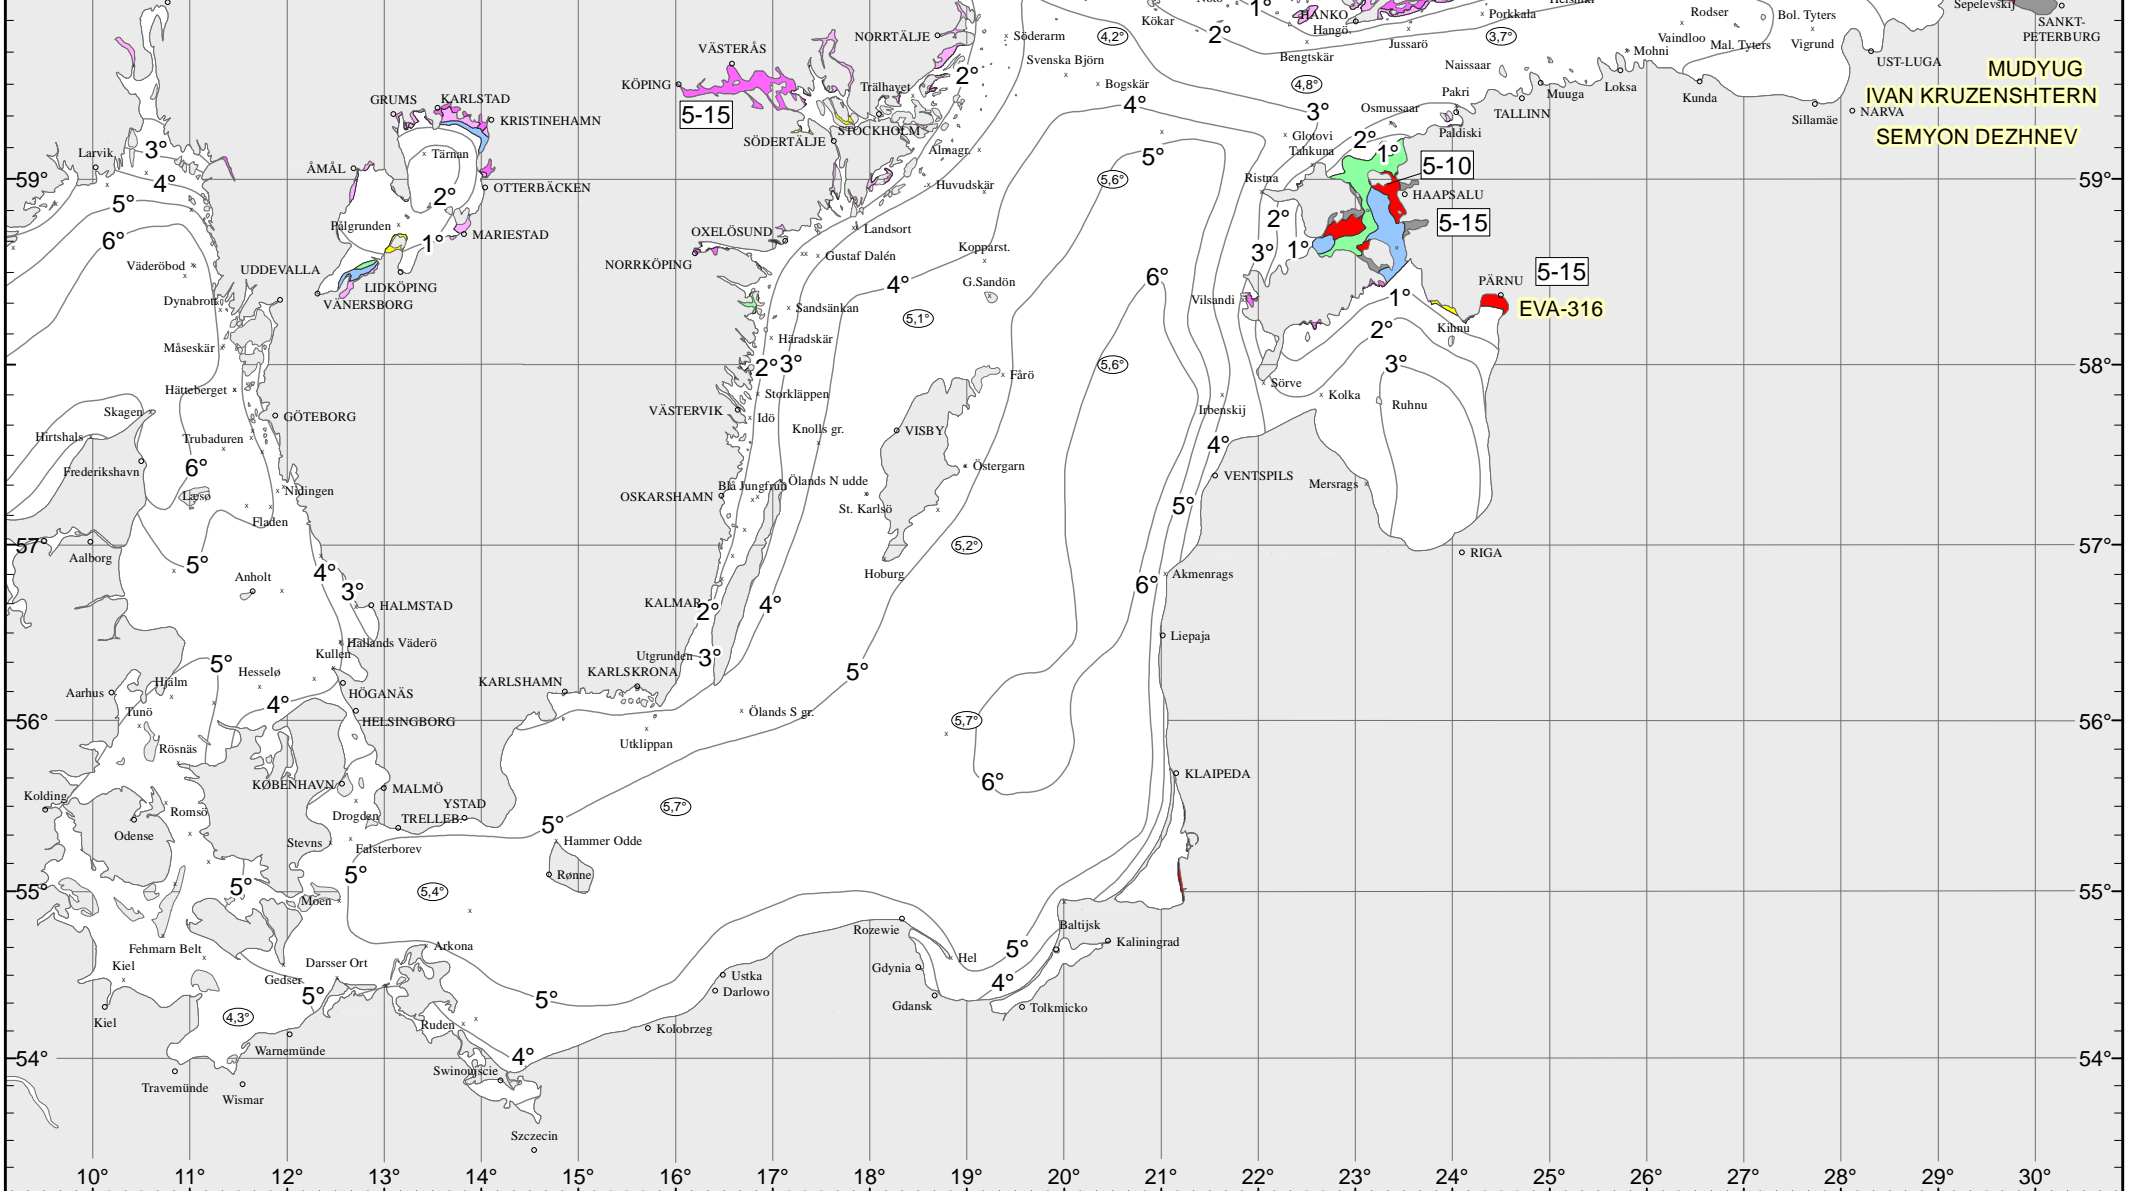 Kökar
1°
HANKO
Hangö
Porkkala
Rodser
Bol. Tyters
Sepelevskij
SANKT-
PETERBURG
VÄSTERÅS
NORRTÄLJE
Söderarm
4,2°
2°
Jussarö
3,7°
Vaindloo
Mohni
Mal. Tyters
Vigrund
Svenska Björn
Bengtskär
Naissaar
UST-LUGA
MUDYUG
KÖPING
Trälhavet
2°
Bogskär
4,8°
Pakri
Muuga
Loksa
Kunda
IVAN KRUZENSHTERN
GRUMS
KARLSTAD
5-15
4°
3°
Osmussaar
TALLINN
Sillamäe
NARVA
KRISTINEHAMN
STOCKHOLM
SÖDERTÄLJE
Glotovi
Paldiski
SEMYON DEZHNEV
Larvik
3°
Tärnan
Almagr.
5°
Tahkuna
2°
1°
5-10
ÅMÅL
59°
4°
OTTERBÄCKEN
Huvudskär
5,6°
Ristna
HAAPSALU
59°
5°
2°
Pålgrunden
MARIESTAD
OXELÖSUND
Landsort
2°
5-15
6°
1°
Kopparst.
3°
1°
Väderöbod
UDDEVALLA
LIDKÖPING
NORRKÖPING
Gustaf Dalén
4°
G.Sandön
6°
PÄRNU
5-15
Dynabrott
VÄNERSBORG
Sandsänkan
Vilsandi
1°
EVA-316
5,1°
Kihnu
Måseskär
Häradskär
2°
2°
3°
58°
5,6°
3°
58°
Hätteberget
Storkläppen
Fårö
Sörve
Kolka
Ruhnu
Skagen
GÖTEBORG
VÄSTERVIK
Idö
Irbenskij
Hirtshals
Trubaduren
Knolls gr.
VISBY
4°
Frederikshavn
6°
Östergarn
VENTSPILS
Mersrags
Læsø
Nidingen
OSKARSHAMN
Blå Jungfrun
Ölands N udde
St. Karlsö
5°
Fladen
57°
5,2°
RIGA
57°
Aalborg
5°
4°
Hoburg
Akmenrags
Anholt
3°
HALMSTAD
KALMAR
2°
4°
6°
Hallands Väderö
Liepaja
Kullen
5°
Utgrunden
3°
5°
Aarhus
Hjälm
Hesselø
HÖGANÄS
KARLSHAMN
KARLSKRONA
Tunö
4°
Ölands S gr.
56°
HELSINGBORG
5,7°
56°
Rösnäs
Utklippan
KØBENHAVN
MALMÖ
6°
KLAIPEDA
Kolding
Romsö
YSTAD
5,7°
Drogden
TRELLEB.
Odense
5°
Stevns
Falsterborev
Hammer Odde
5°
5°
Rønne
55°
5,4°
55°
Moen
Baltijsk
Fehmarn Belt
Arkona
Rozewie
5°
Kaliningrad
Kiel
Darsser Ort
Hel
Gedser
5°
5°
Ustka
Gdynia
4°
Darlowo
Gdansk
Tolkmicko
Kiel
4,3°
Ruden
Kolobrzeg
Warnemünde
54°
4°
54°
Swinoujscie
Travemünde
Wismar
Szczecin
10°
11°
12°
13°
14°
15°
16°
17°
18°
19°
20°
21°
22°
23°
24°
25°
26°
27°
28°
29°
30°